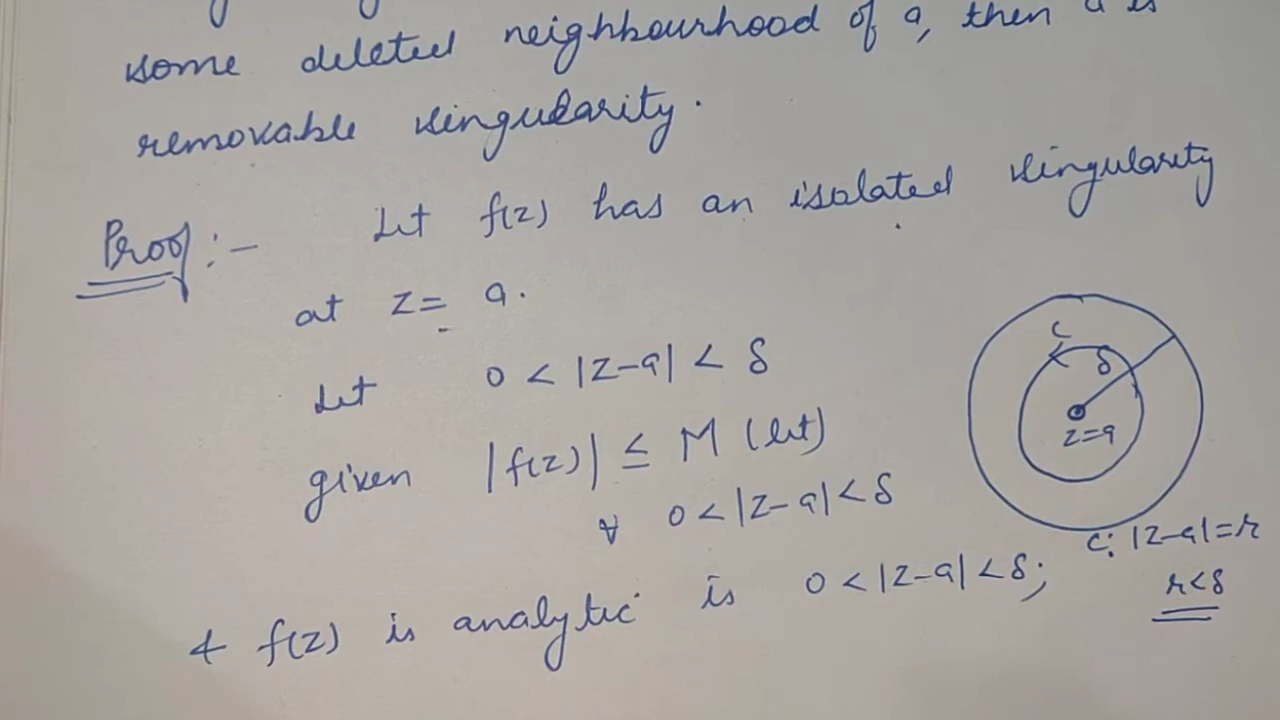 some deleted neighbourhood of a, then a is
removable singularity.
Proof :- Let f(z) has an isolated singularity
at z = a.
Let 0 < |z-a| < δ
given |f(z)| ≤ M (let)
∀ 0 < |z-a| < δ
& f(z) is analytic is 0 < |z-a| < δ;
C
δ
z=a
C: |z-a|=r
r<δ